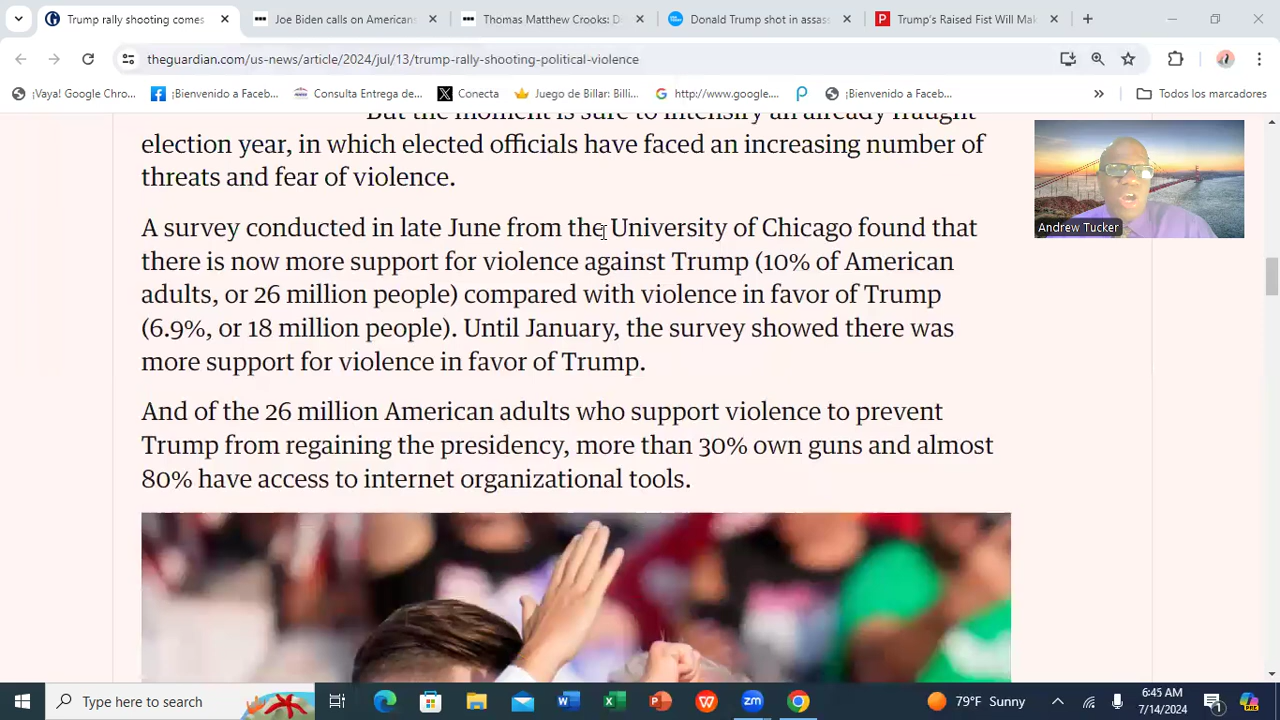 Trump rally shooting comes
Joe Biden calls on Americans
Thomas Matthew Crooks: D
Donald Trump shot in assas
Trump's Raised Fist Will Mak
theguardian.com/us-news/article/2024/jul/13/trump-rally-shooting-political-violence
¡Vaya! Google Chro...
¡Bienvenido a Faceb...
Consulta Entrega de...
Conecta
Juego de Billar: Billi...
http://www.google....
¡Bienvenido a Faceb...
»
Todos los marcadores
But the moment is sure to intensify an already fraught
election year, in which elected officials have faced an increasing number of
threats and fear of violence.
A survey conducted in late June from the University of Chicago found that
there is now more support for violence against Trump (10% of American
adults, or 26 million people) compared with violence in favor of Trump
(6.9%, or 18 million people). Until January, the survey showed there was
more support for violence in favor of Trump.
And of the 26 million American adults who support violence to prevent
Trump from regaining the presidency, more than 30% own guns and almost
80% have access to internet organizational tools.
Andrew Tucker
Type here to search
79°F Sunny
6:45 AM
7/14/2024